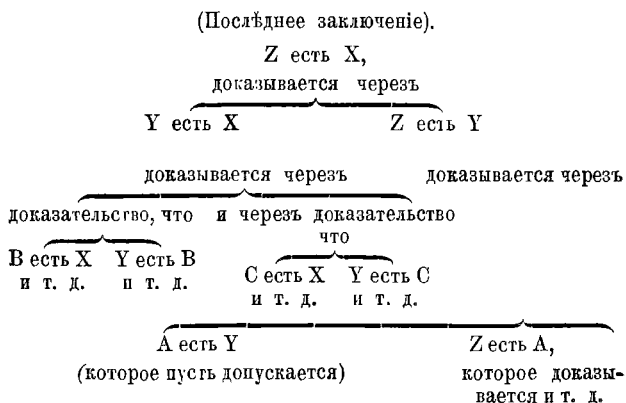 (Послѣднее заключеніе).
Z есть X,
доказывается черезъ
Y есть X Z есть Y
доказывается черезъ доказывается черезъ
доказательство, что и черезъ доказательство
что
B есть X Y есть B
и т. д. и т. д.
C есть X Y есть C
и т. д. и т. д.
A есть Y Z есть A,
(которое пусть допускается) которое доказы-
вается и т. д.